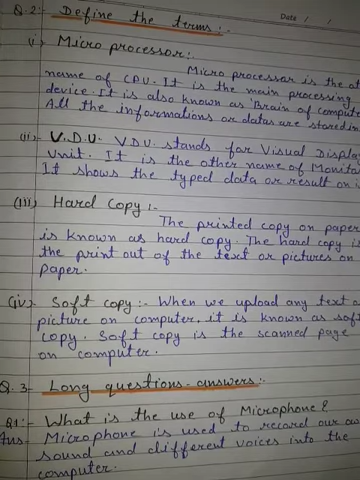 Q.2:- Define the terms:- Date / /
(i) Micro processor:-
Micro processor is the
name of CPU. It is the main processing
device. It is also known as 'Brain of
All the informations or datas are stored
(ii) V.D.U. VDU stands for Visual
Unit. It is the other name of
It shows the typed data or result on
(iii) Hard Copy :-
The printed copy on paper
is known as hard copy. The hard copy
the print out of the text or pictures on
paper.
(iv) Soft copy :- When we upload any text
picture on computer, it is known as
copy. Soft copy is the scanned page
on computer.
Q.3- Long questions-answers:-
Q1:- What is the use of Microphone?
Ans- Microphone is used to record our
sound and different voices into the
computer.